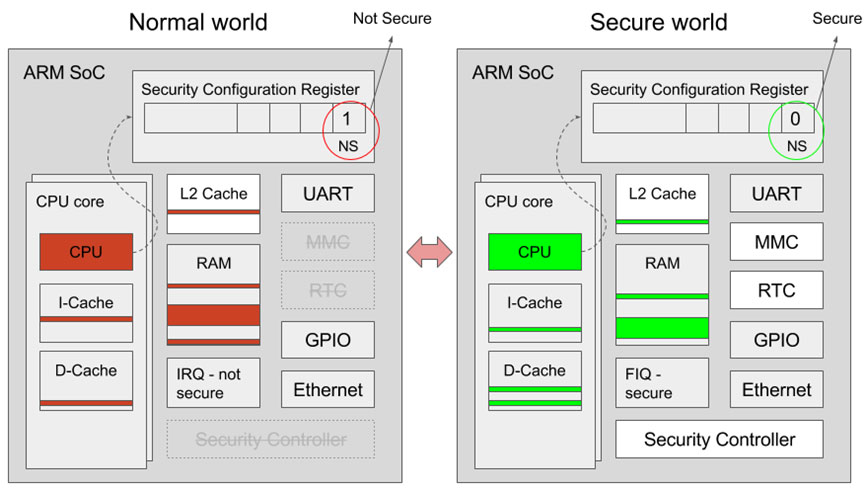 Normal world
Not Secure
ARM SoC
Security Configuration Register
1
NS
CPU core
CPU
I-Cache
D-Cache
L2 Cache
RAM
IRQ - not
secure
UART
MMC
RTC
GPIO
Ethernet
Security Controller
Secure world
Secure
ARM SoC
Security Configuration Register
0
NS
CPU core
CPU
I-Cache
D-Cache
L2 Cache
RAM
FIQ -
secure
UART
MMC
RTC
GPIO
Ethernet
Security Controller